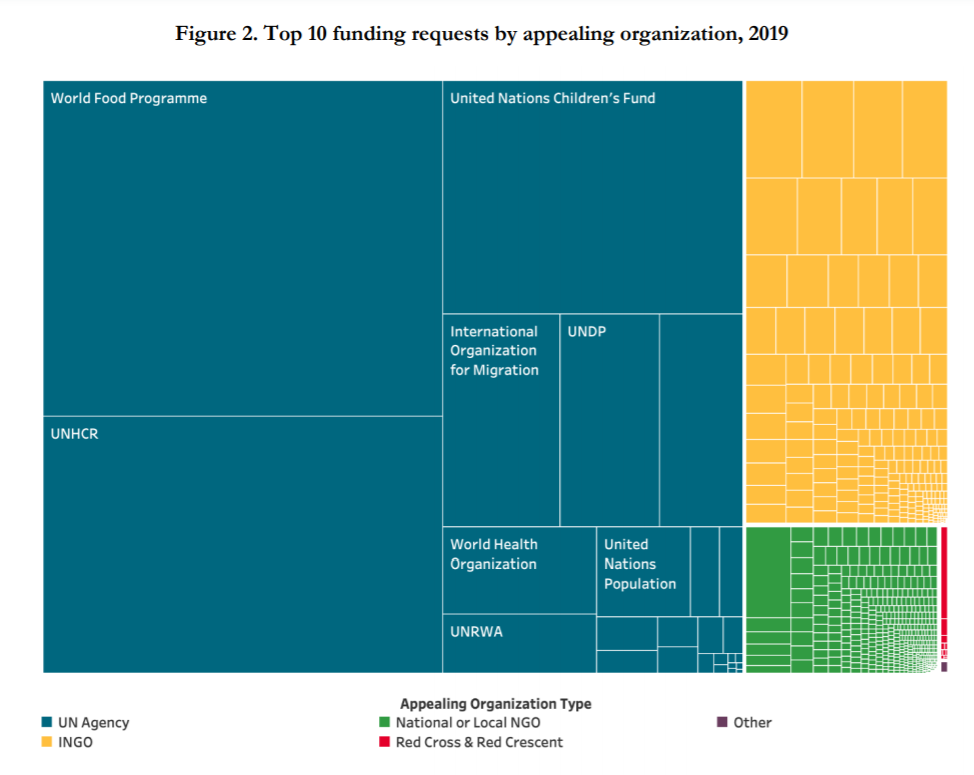 Figure 2. Top 10 funding requests by appealing organization, 2019
World Food Programme
United Nations Children’s Fund
International
Organization
for Migration
UNDP
UNHCR
World Health
Organization
United
Nations
Population
UNRWA
Appealing Organization Type
UN Agency
National or Local NGO
Other
INGO
Red Cross & Red Crescent